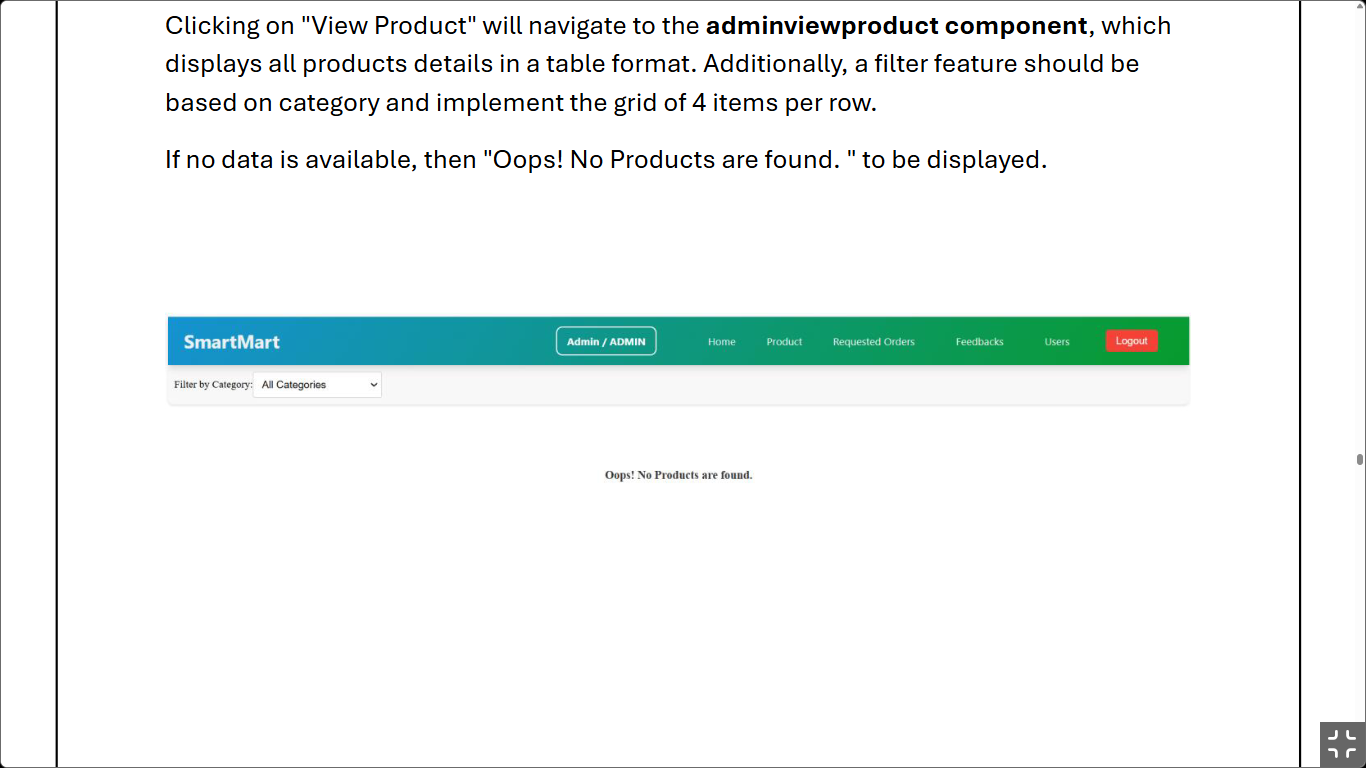 Clicking on "View Product" will navigate to the adminviewproduct component, which
displays all products details in a table format. Additionally, a filter feature should be
based on category and implement the grid of 4 items per row.
If no data is available, then "Oops! No Products are found. " to be displayed.
SmartMart Admin / ADMIN Home Product Requested Orders Feedbacks Users Logout
Filter by Category: All Categories
Oops! No Products are found.